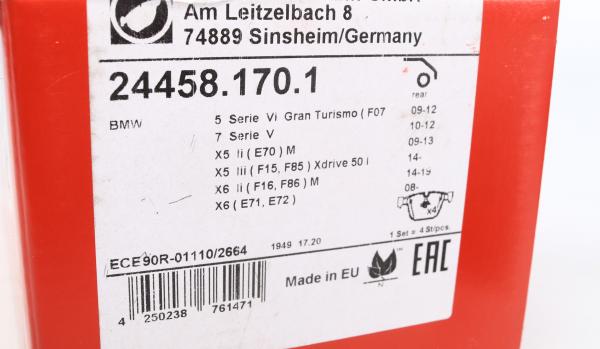 Am Leitzelbach 8
74889 Sinsheim/Germany
24458.170.1
rear
BMW 5 Serie Vi Gran Turismo ( F07 09-12
7 Serie V 10-12
X5 Ii ( E70 ) M 09-13
X5 Iii ( F15, F85 ) Xdrive 50 I 14-
X6 Ii ( F16, F86 ) M 14-19
X6 ( E71, E72 ) 08-
x4
1 Set = 4 St/pcs.
ECE90R-01110/2664 1949 17.20
Made in EU N EAC
4 250238 761471